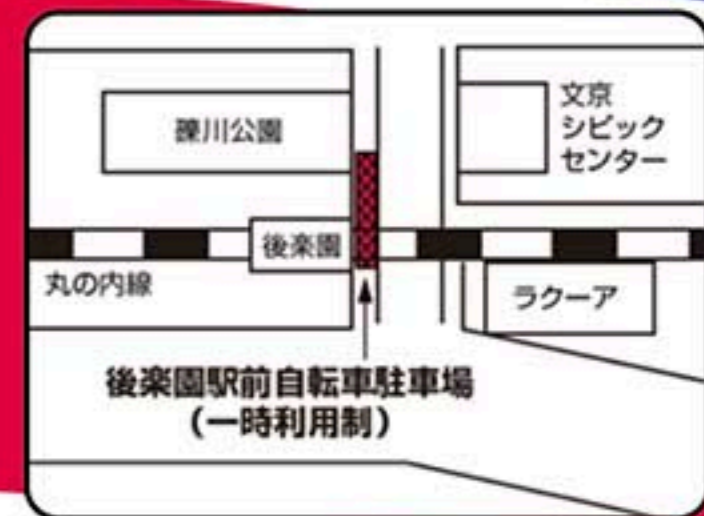 礫川公園
文京
シビック
センター
後楽園
丸の内線
ラクーア
後楽園駅前自転車駐車場
(一時利用制)